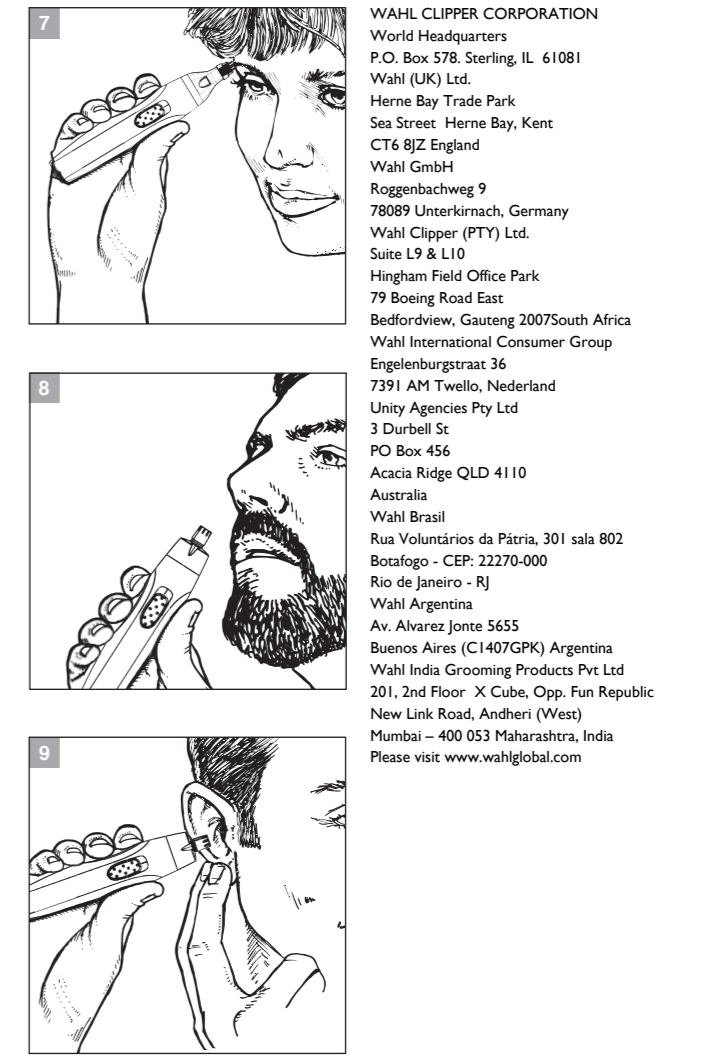 7
8
9
WAHL CLIPPER CORPORATION
World Headquarters
P.O. Box 578. Sterling, IL 61081
Wahl (UK) Ltd.
Herne Bay Trade Park
Sea Street Herne Bay, Kent
CT6 8JZ England
Wahl GmbH
Roggenbachweg 9
78089 Unterkirnach, Germany
Wahl Clipper (PTY) Ltd.
Suite L9 & L10
Hingham Field Office Park
79 Boeing Road East
Bedfordview, Gauteng 2007South Africa
Wahl International Consumer Group
Engelenburgstraat 36
7391 AM Twello, Nederland
Unity Agencies Pty Ltd
3 Durbell St
PO Box 456
Acacia Ridge QLD 4110
Australia
Wahl Brasil
Rua Voluntários da Pátria, 301 sala 802
Botafogo - CEP: 22270-000
Rio de Janeiro - RJ
Wahl Argentina
Av. Alvarez Jonte 5655
Buenos Aires (C1407GPK) Argentina
Wahl India Grooming Products Pvt Ltd
201, 2nd Floor X Cube, Opp. Fun Republic
New Link Road, Andheri (West)
Mumbai – 400 053 Maharashtra, India
Please visit www.wahlglobal.com